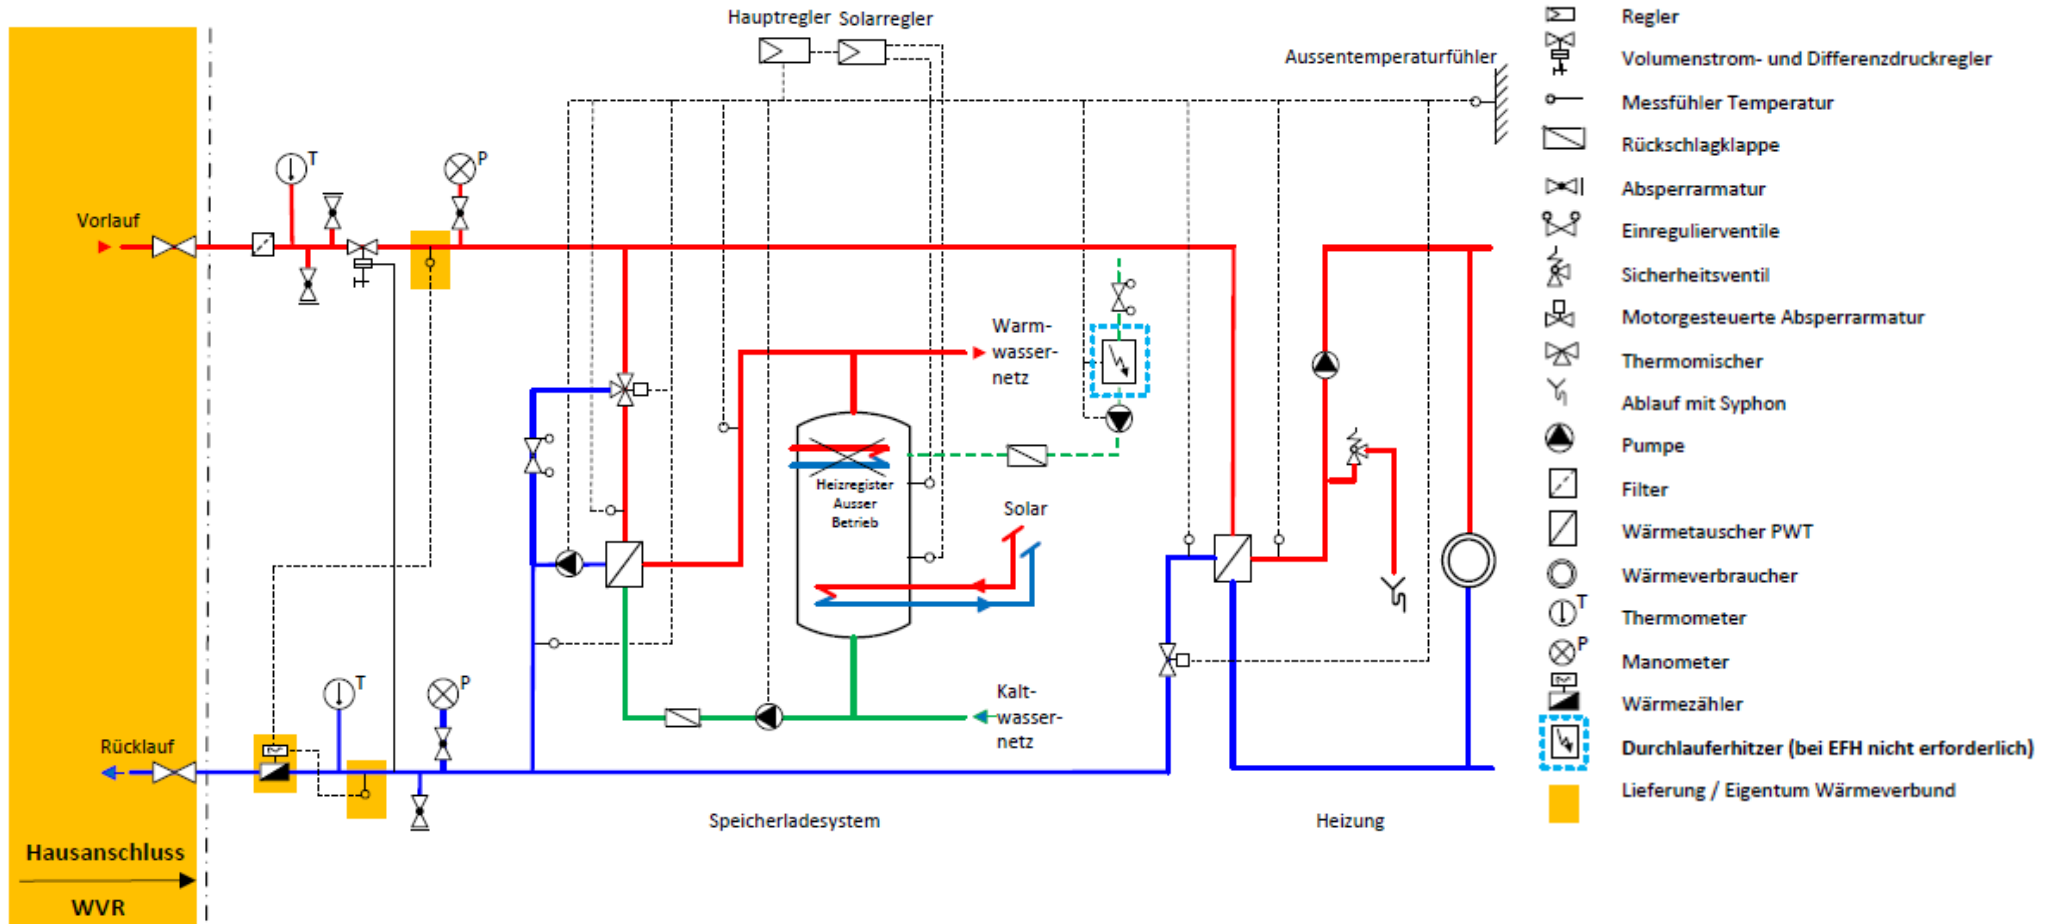 Hauptregler
Solarregler
Aussentemperaturfühler
T
P
Vorlauf
Warm-
wasser-
netz
Heizregister
Ausser
Betrieb
Solar
T
P
Kalt-
wasser-
netz
Rücklauf
Speicherladesystem
Heizung
Hausanschluss
WVR
Regler
Volumenstrom- und Differenzdruckregler
Messfühler Temperatur
Rückschlagklappe
Absperrarmatur
Einregulierventile
Sicherheitsventil
Motorgesteuerte Absperrarmatur
Thermomischer
Ablauf mit Syphon
Pumpe
Filter
Wärmetauscher PWT
Wärmeverbraucher
T
Thermometer
P
Manometer
Wärmezähler
Durchlauferhitzer (bei EFH nicht erforderlich)
Lieferung / Eigentum Wärmeverbund